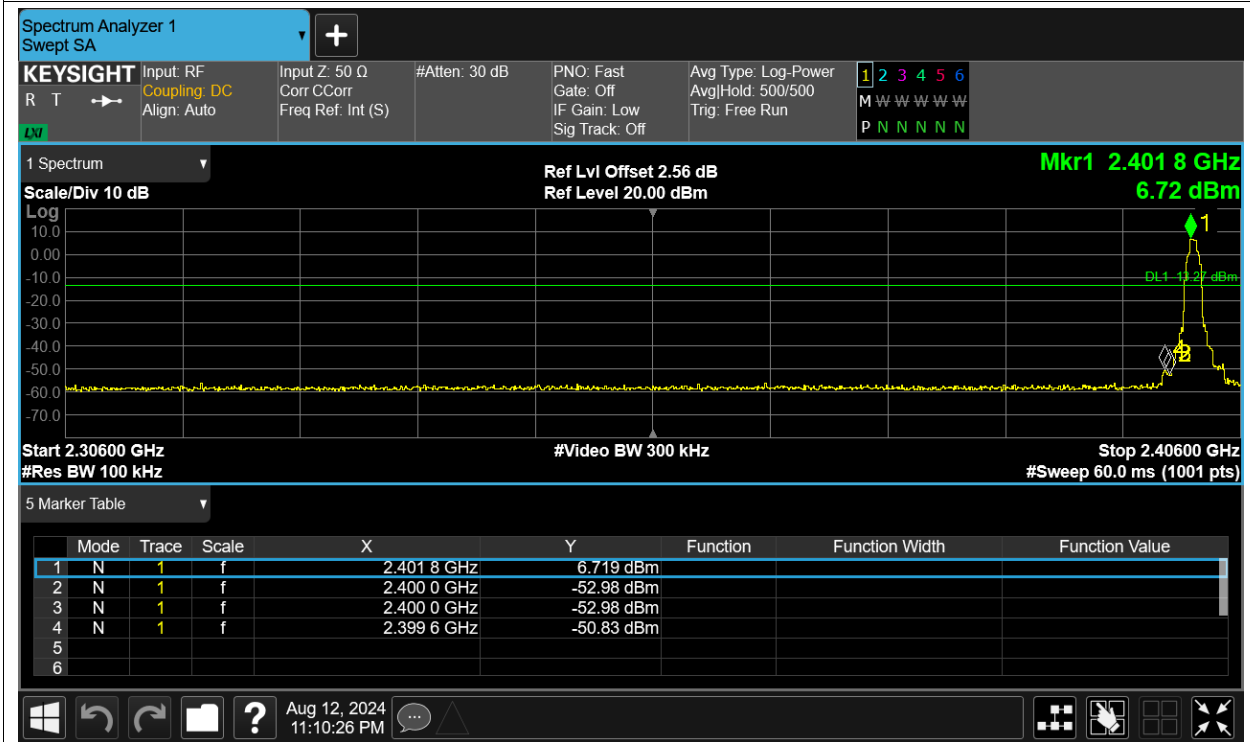 Spectrum Analyzer 1
Swept SA
KEYSIGHT
R T
LXI
Input: RF
Coupling: DC
Align: Auto
Input Z: 50 Ω
Corr CCorr
Freq Ref: Int (S)
#Atten: 30 dB
PNO: Fast
Gate: Off
IF Gain: Low
Sig Track: Off
Avg Type: Log-Power
Avg|Hold: 500/500
Trig: Free Run
1 2 3 4 5 6
M W W W W W
P N N N N N
1 Spectrum
Scale/Div 10 dB
Ref Lvl Offset 2.56 dB
Ref Level 20.00 dBm
Mkr1 2.401 8 GHz
6.72 dBm
Log
10.0
0.00
-10.0
-20.0
-30.0
-40.0
-50.0
-60.0
-70.0
1
DL1 -13.27 dBm
4
2
Start 2.30600 GHz
#Res BW 100 kHz
#Video BW 300 kHz
Stop 2.40600 GHz
#Sweep 60.0 ms (1001 pts)
5 Marker Table
Mode Trace Scale X Y Function Function Width Function Value
1 N 1 f 2.401 8 GHz 6.719 dBm
2 N 1 f 2.400 0 GHz -52.98 dBm
3 N 1 f 2.400 0 GHz -52.98 dBm
4 N 1 f 2.399 6 GHz -50.83 dBm
5
6
?
Aug 12, 2024
11:10:26 PM